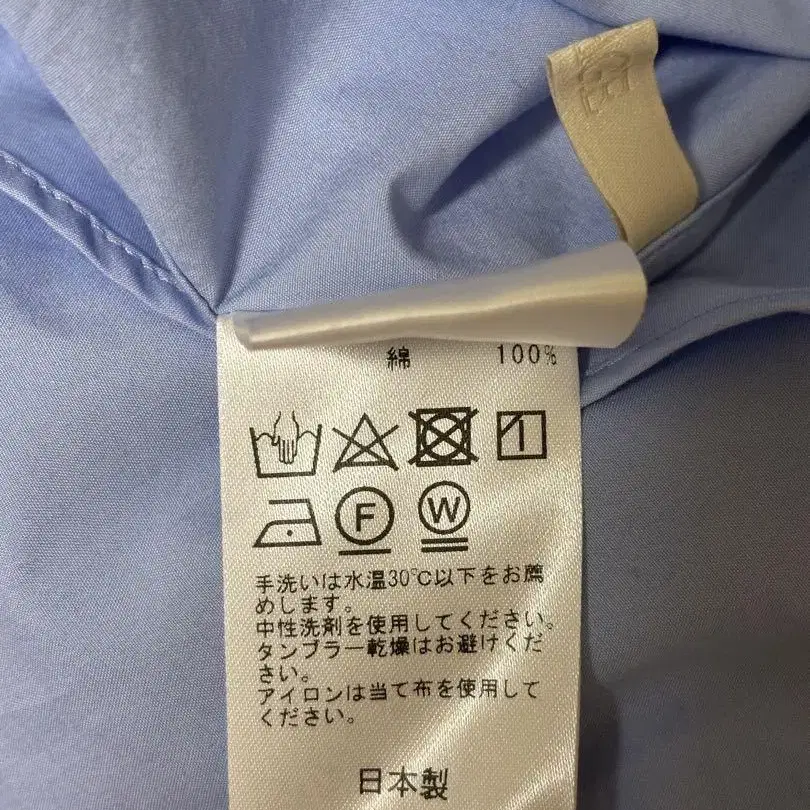 綿 100%
F W
手洗いは水温30℃以下をお薦
めします。
中性洗剤を使用してください。
タンブラー乾燥はお避けくだ
さい。
アイロンは当て布を使用して
ください。
日本製